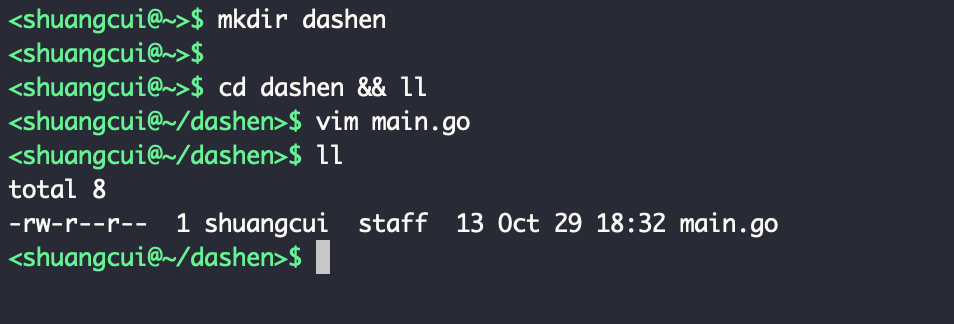 <shuangcui@~>$ mkdir dashen
<shuangcui@~>$
<shuangcui@~>$ cd dashen && ll
<shuangcui@~/dashen>$ vim main.go
<shuangcui@~/dashen>$ ll
total 8
-rw-r--r--  1 shuangcui  staff  13 Oct 29 18:32 main.go
<shuangcui@~/dashen>$